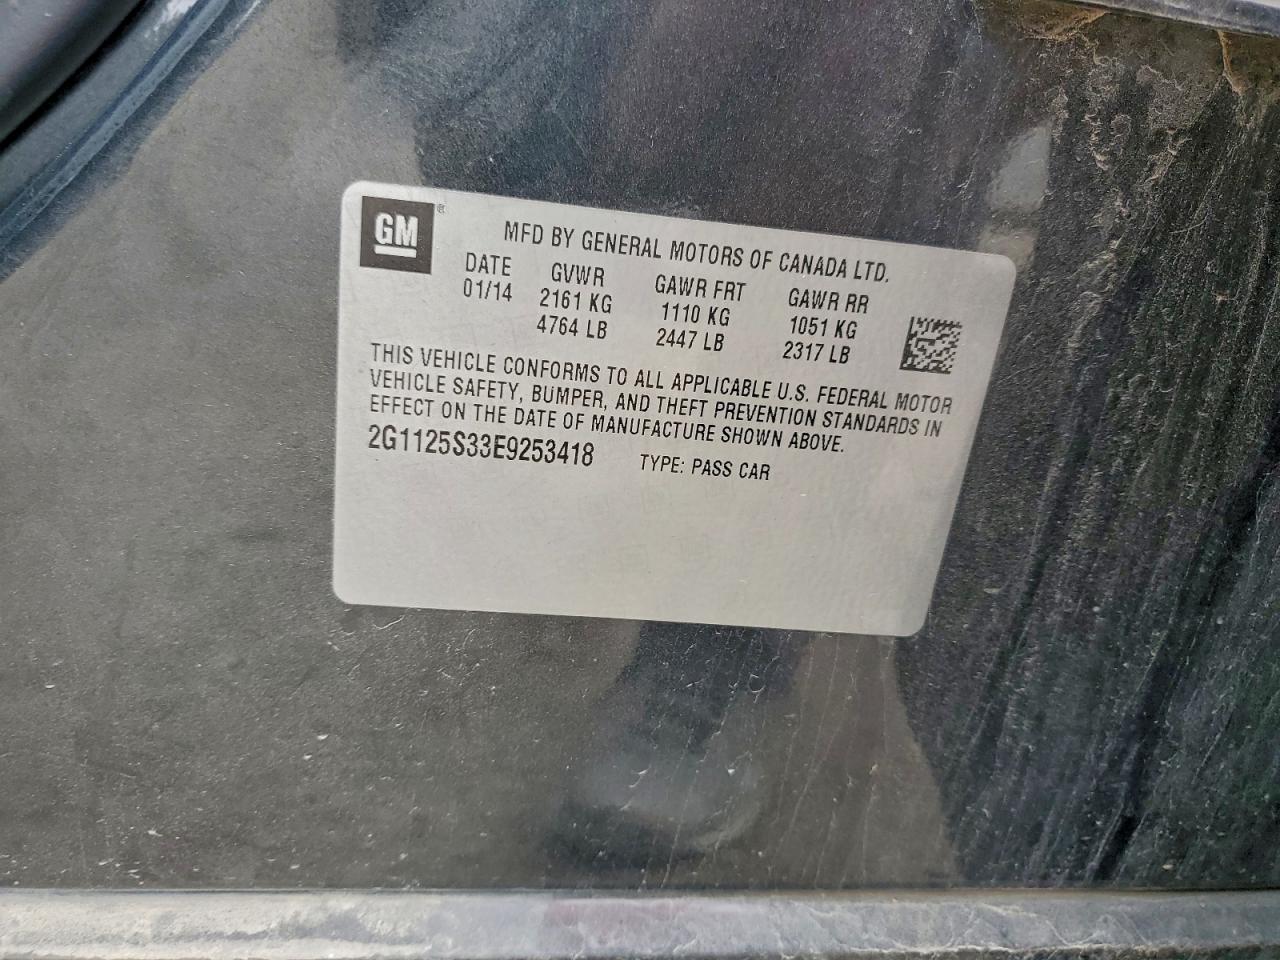 GM ®
MFD BY GENERAL MOTORS OF CANADA LTD.
DATE GVWR GAWR FRT GAWR RR
01/14 2161 KG 1110 KG 1051 KG
4764 LB 2447 LB 2317 LB
THIS VEHICLE CONFORMS TO ALL APPLICABLE U.S. FEDERAL MOTOR
VEHICLE SAFETY, BUMPER, AND THEFT PREVENTION STANDARDS IN
EFFECT ON THE DATE OF MANUFACTURE SHOWN ABOVE.
2G1125S33E9253418 TYPE: PASS CAR